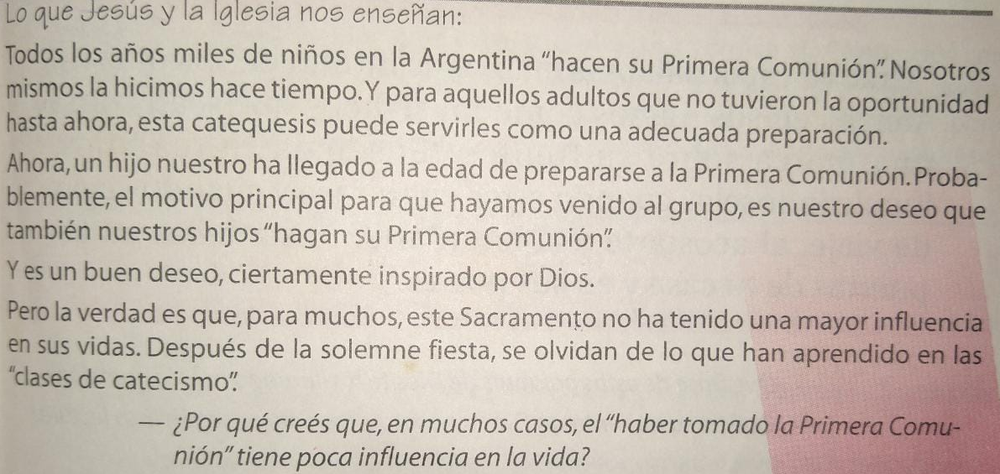 Lo que Jesús y la Iglesia nos enseñan:
Todos los años miles de niños en la Argentina “hacen su Primera Comunión”. Nosotros
mismos la hicimos hace tiempo. Y para aquellos adultos que no tuvieron la oportunidad
hasta ahora, esta catequesis puede servirles como una adecuada preparación.
Ahora, un hijo nuestro ha llegado a la edad de prepararse a la Primera Comunión. Proba-
blemente, el motivo principal para que hayamos venido al grupo, es nuestro deseo que
también nuestros hijos “hagan su Primera Comunión”.
Y es un buen deseo, ciertamente inspirado por Dios.
Pero la verdad es que, para muchos, este Sacramento no ha tenido una mayor influencia
en sus vidas. Después de la solemne fiesta, se olvidan de lo que han aprendido en las
“clases de catecismo”.
— ¿Por qué creés que, en muchos casos, el “haber tomado la Primera Comu-
nión” tiene poca influencia en la vida?